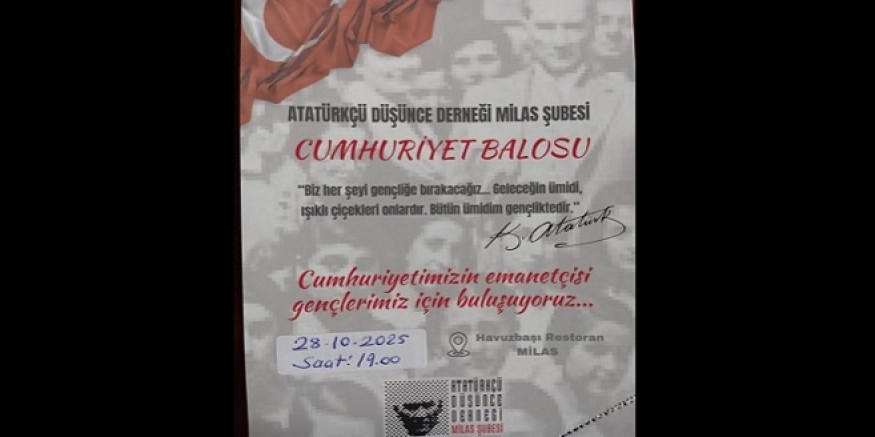 ATATÜRKÇÜ DÜŞÜNCE DERNEĞİ MİLAS ŞUBESİ
CUMHURİYET BALOSU
“Biz her şeyi gençliğe bırakacağız... Geleceğin ümidi,
ışıklı çiçekleri onlardır. Bütün ümidim gençliktedir.”
K. Atatürk
Cumhuriyetimizin emanetçisi
gençlerimiz için buluşuyoruz...
28-10-2025
Saat: 19.00
Havuzbaşı Restoran
MİLAS
ATATÜRKÇÜ
DÜŞÜNCE
DERNEĞİ
MİLAS ŞUBESİ